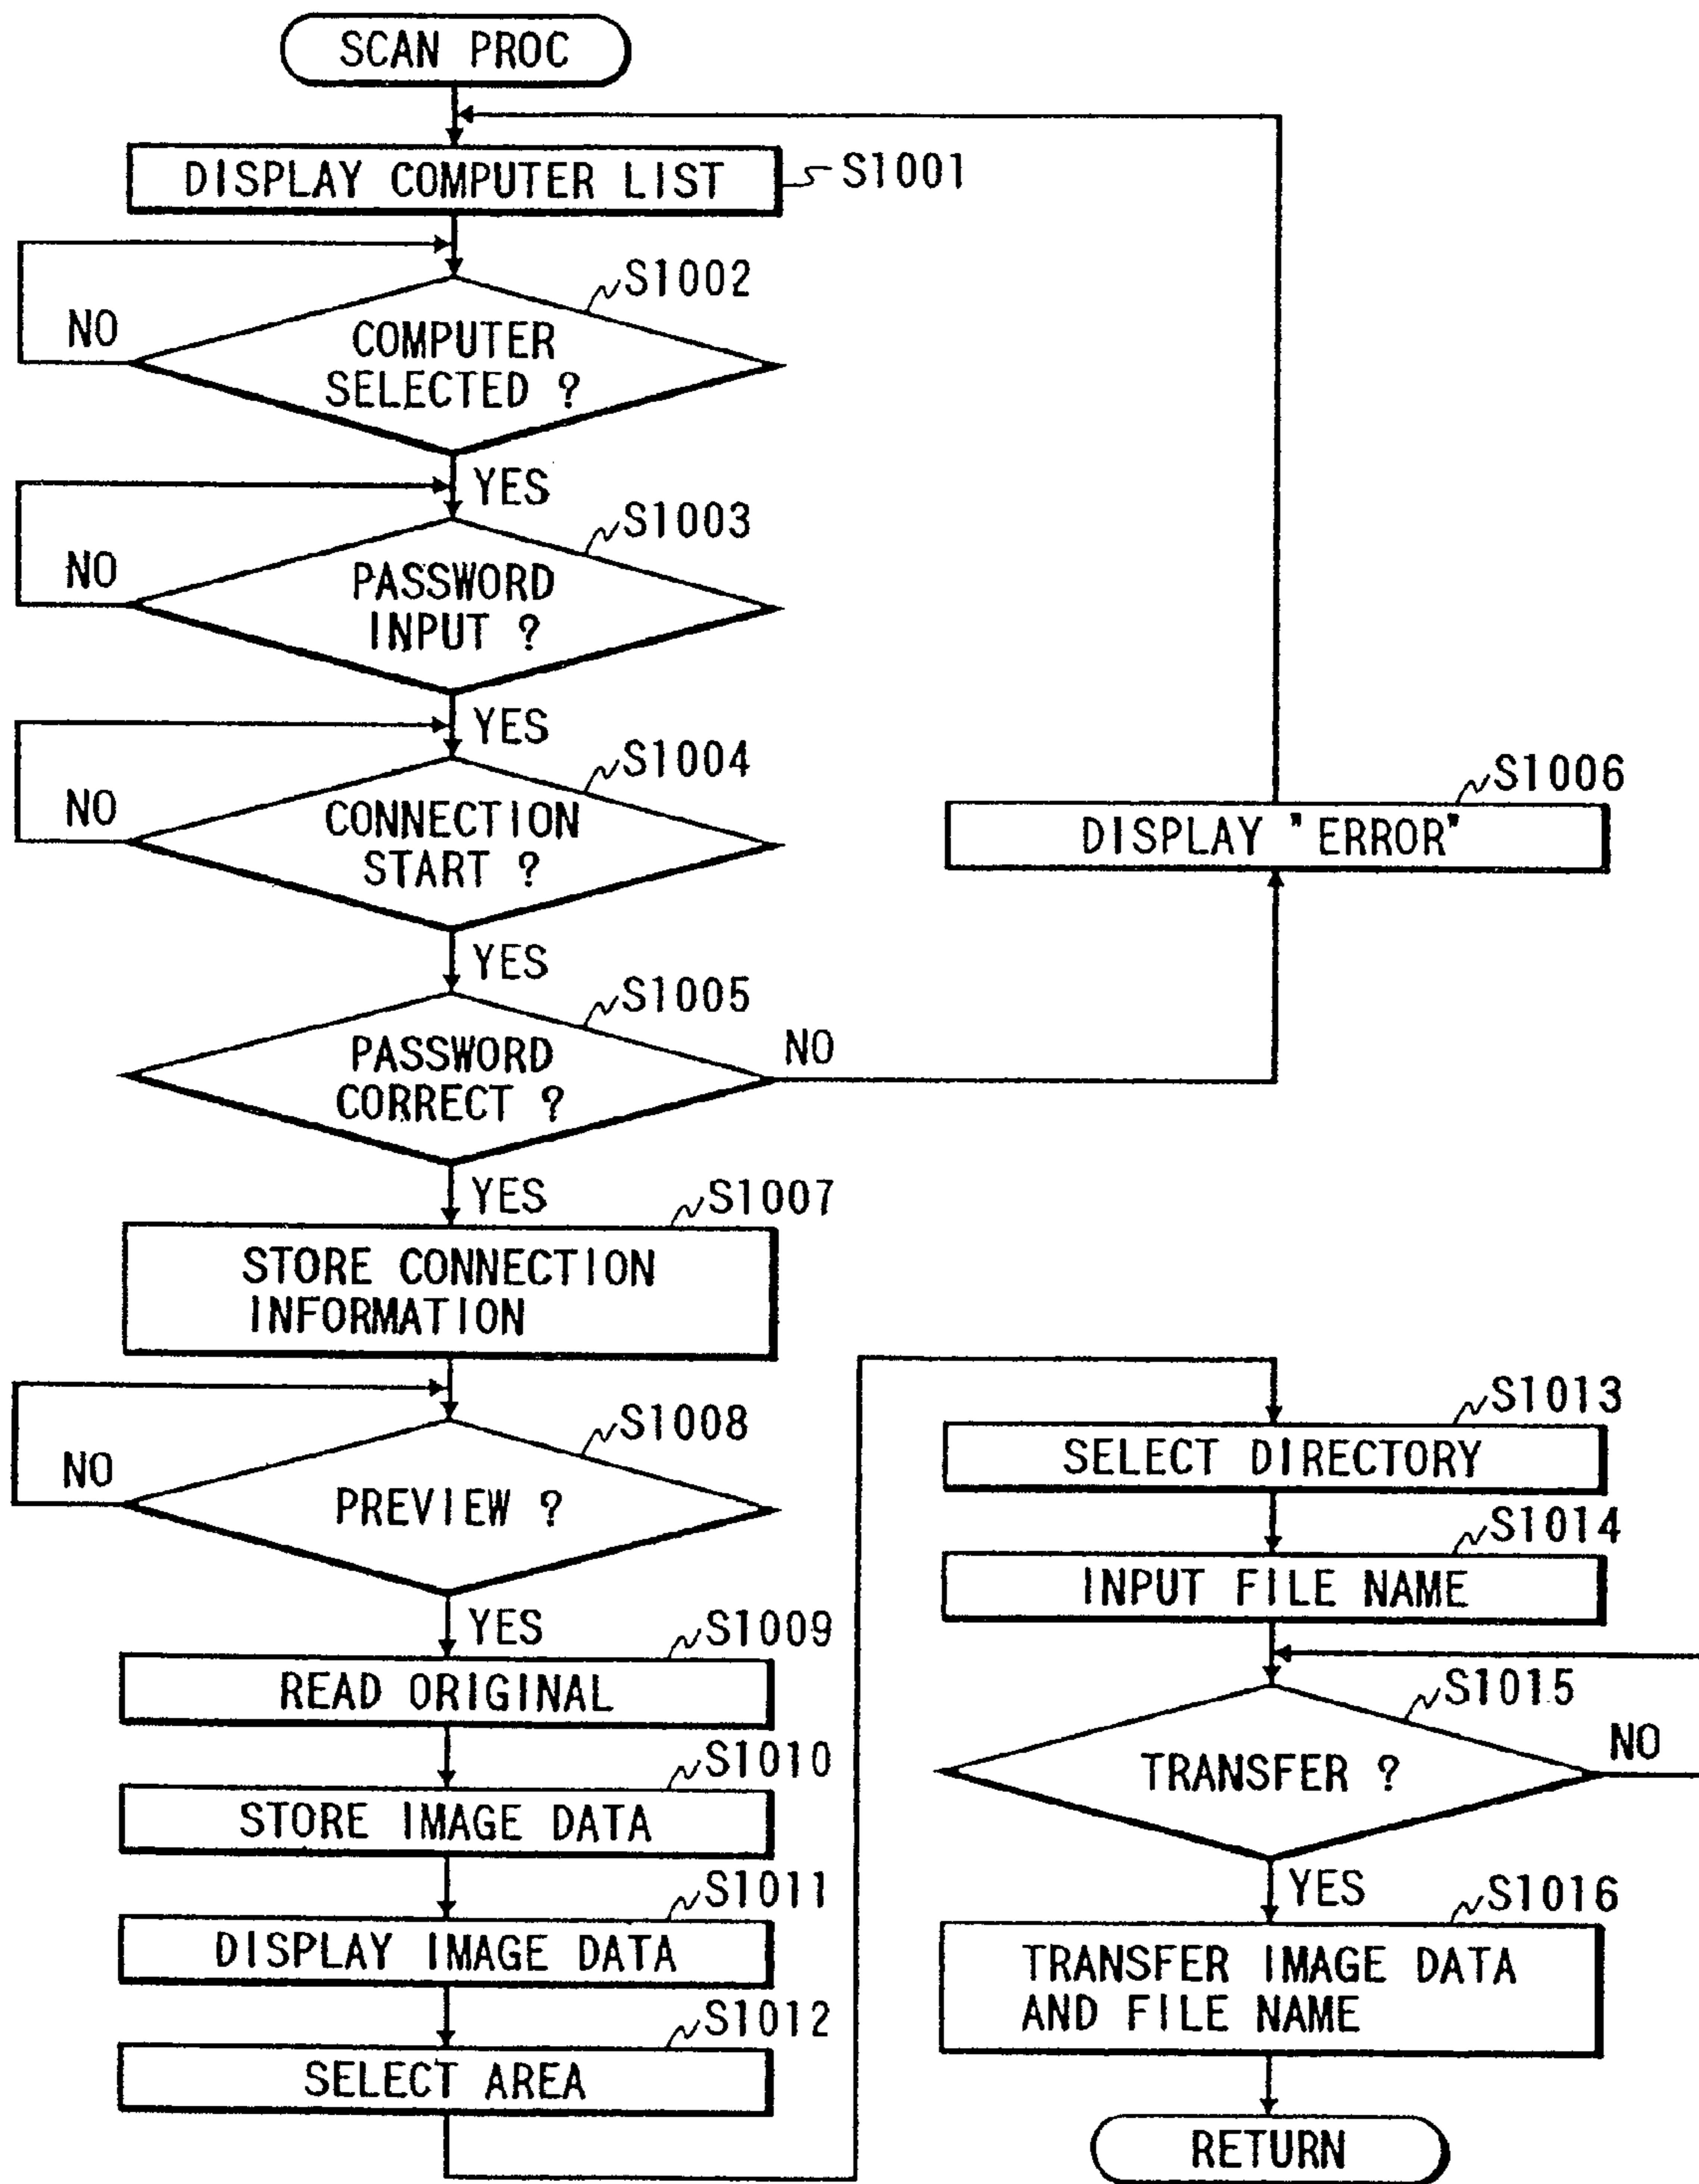 SCAN PROC
DISPLAY COMPUTER LIST
S1001
S1002
NO
COMPUTER
SELECTED ?
YES
S1003
NO
PASSWORD
INPUT ?
YES
S1004
NO
CONNECTION
START ?
YES
S1005
PASSWORD
CORRECT ?
NO
S1006
DISPLAY "ERROR"
YES
S1007
STORE CONNECTION
INFORMATION
S1008
NO
PREVIEW ?
YES
S1009
READ ORIGINAL
S1010
STORE IMAGE DATA
S1011
DISPLAY IMAGE DATA
S1012
SELECT AREA
S1013
SELECT DIRECTORY
S1014
INPUT FILE NAME
S1015
TRANSFER ?
NO
YES
S1016
TRANSFER IMAGE DATA
AND FILE NAME
RETURN